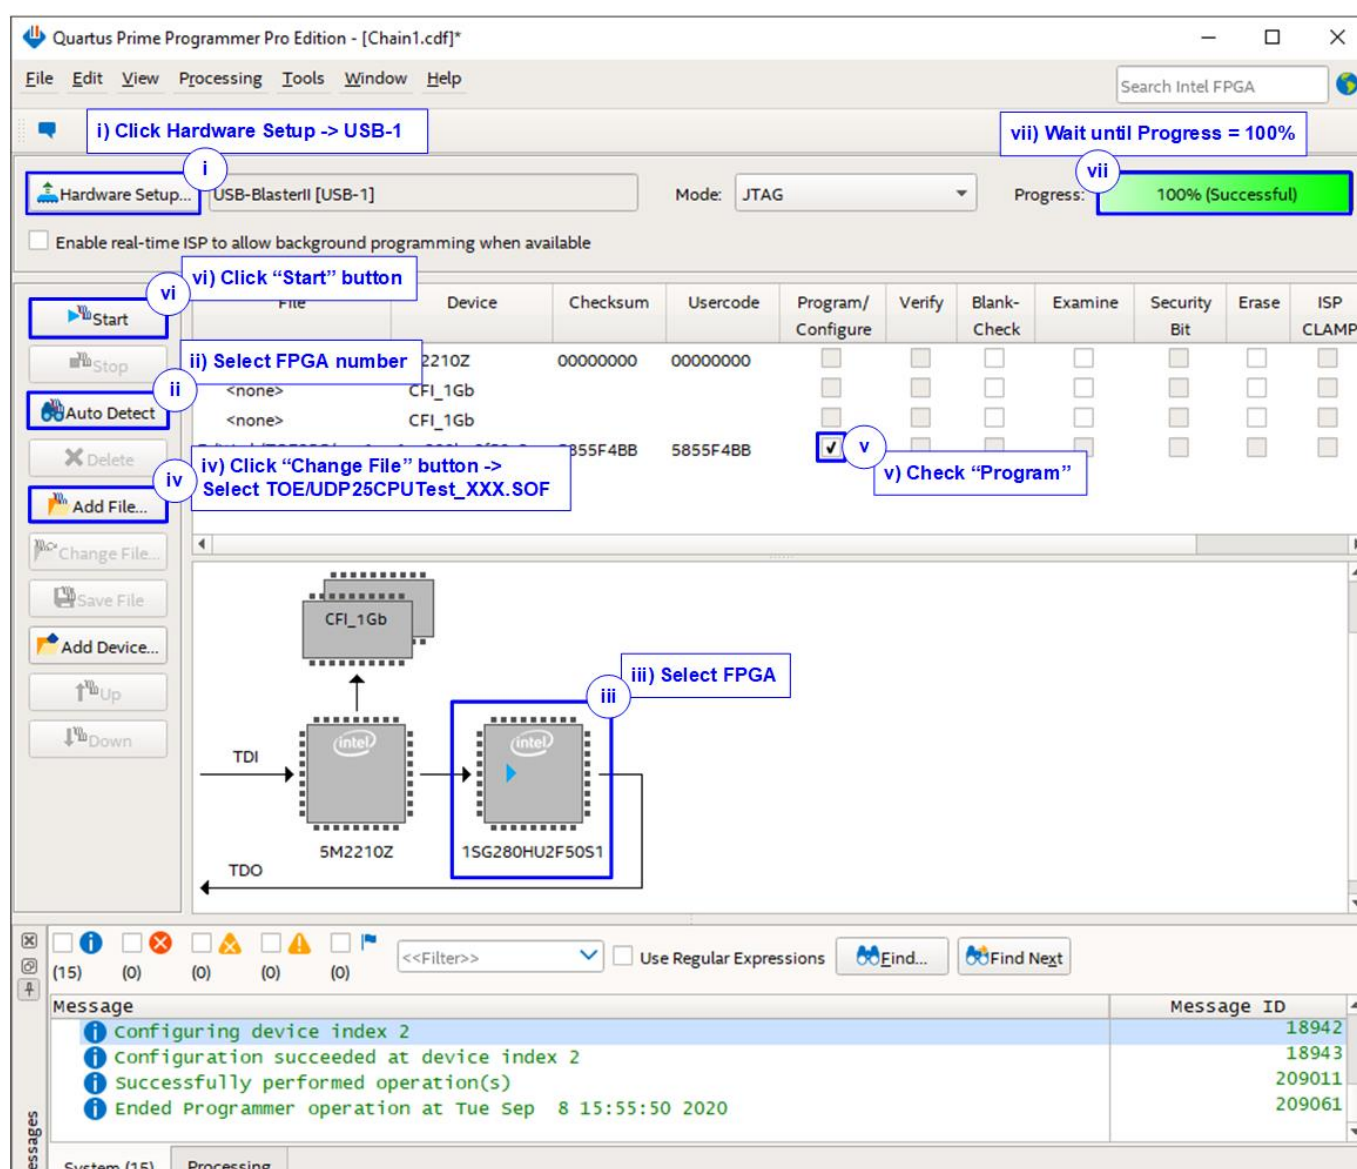 Quartus Prime Programmer Pro Edition - [Chain1.cdf]*
File Edit View Processing Tools Window Help
Search Intel FPGA
i) Click Hardware Setup -> USB-1
vii) Wait until Progress = 100%
i
vii
Hardware Setup...
USB-BlasterII [USB-1]
Mode: JTAG
Progress: 100% (Successful)
Enable real-time ISP to allow background programming when available
vi) Click “Start” button
vi
Start
File Device Checksum Usercode Program/ Configure Verify Blank- Check Examine Security Bit Erase ISP CLAMP
Stop
ii) Select FPGA number
2210Z 00000000 00000000
ii
<none> CFI_1Gb
Auto Detect
<none> CFI_1Gb
5855F4BB
v
Delete
iv) Click “Change File” button ->
Select TOE/UDP25CPUTest_XXX.SOF
iv
v) Check “Program”
Add File...
Change File...
Save File
Add Device...
Up
Down
CFI_1Gb
iii) Select FPGA
iii
intel
intel
TDI
5M2210Z
1SG280HU2F50S1
TDO
(15) (0) (0) (0) (0)
<<Filter>>
Use Regular Expressions
Find...
Find Next
Message Message ID
Configuring device index 2 18942
Configuration succeeded at device index 2 18943
Successfully performed operation(s) 209011
Ended Programmer operation at Tue Sep 8 15:55:50 2020 209061
System (15) Processing